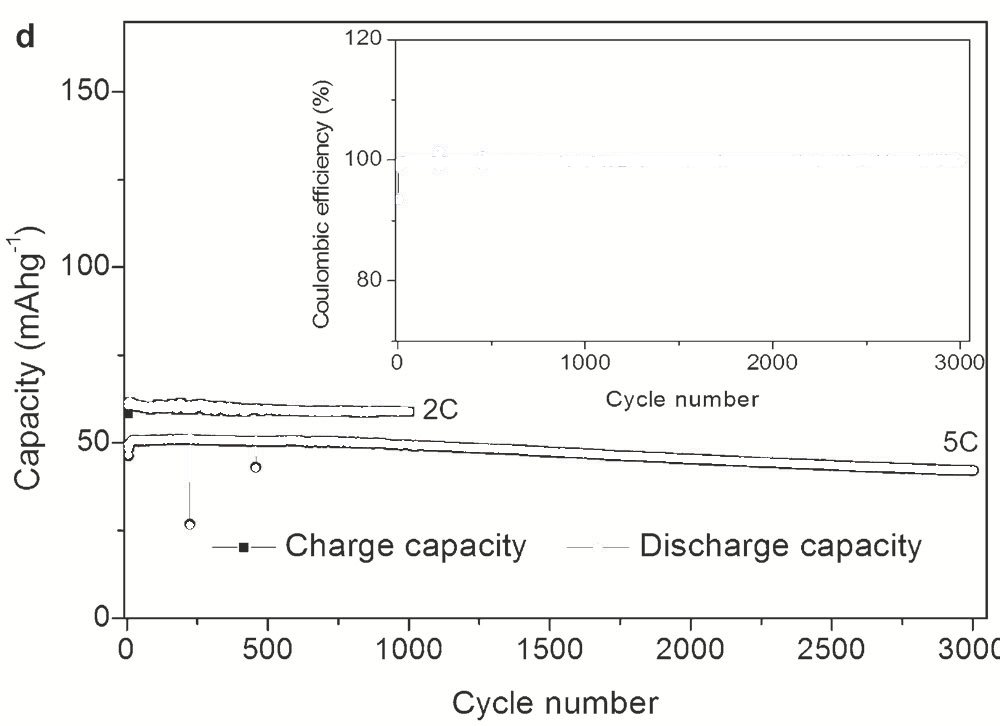 d
120
150
100
Coulombic efficiency (%)
80
100
0
1000
2000
3000
Cycle number
Capacity (mAhg⁻¹)
2C
50
5C
Charge capacity
Discharge capacity
0
0
500
1000
1500
2000
2500
3000
Cycle number